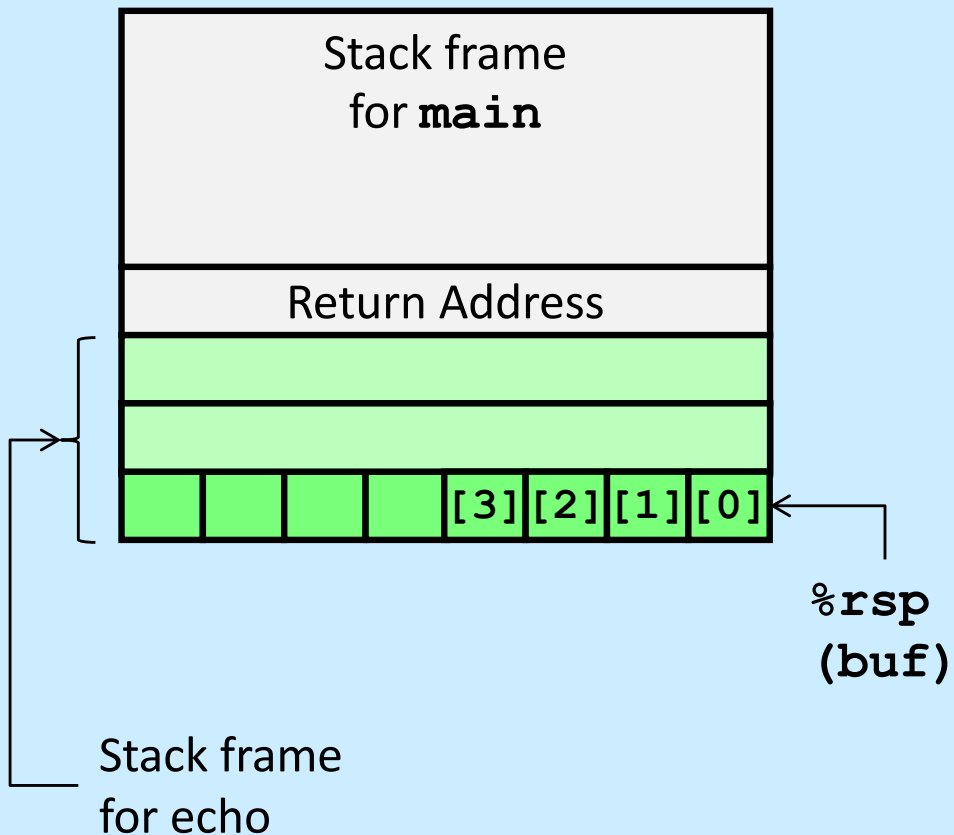 Stack frame
for main
Return Address
[3] [2] [1] [0]
%rsp
(buf)
Stack frame
for echo